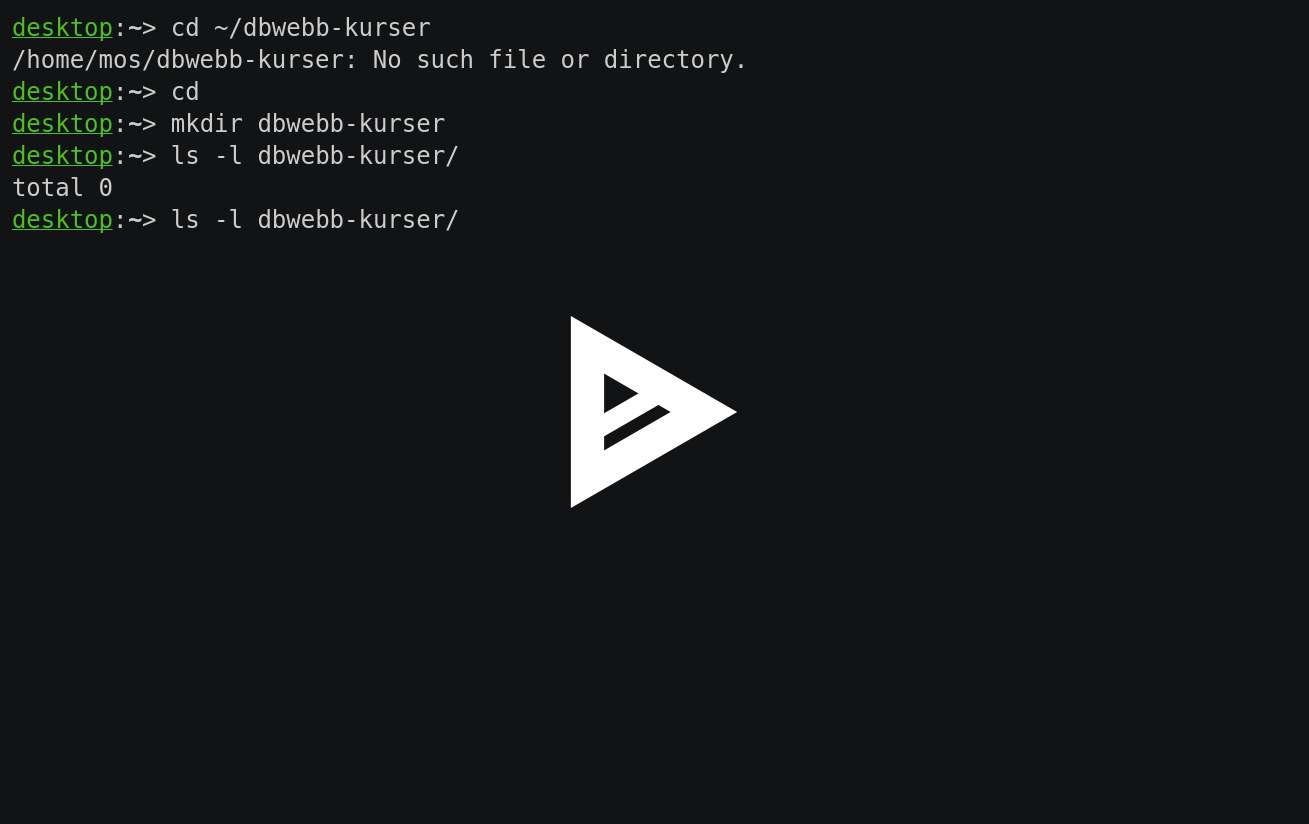 desktop:~> cd ~/dbwebb-kurser
/home/mos/dbwebb-kurser: No such file or directory.
desktop:~> cd
desktop:~> mkdir dbwebb-kurser
desktop:~> ls -l dbwebb-kurser/
total 0
desktop:~> ls -l dbwebb-kurser/